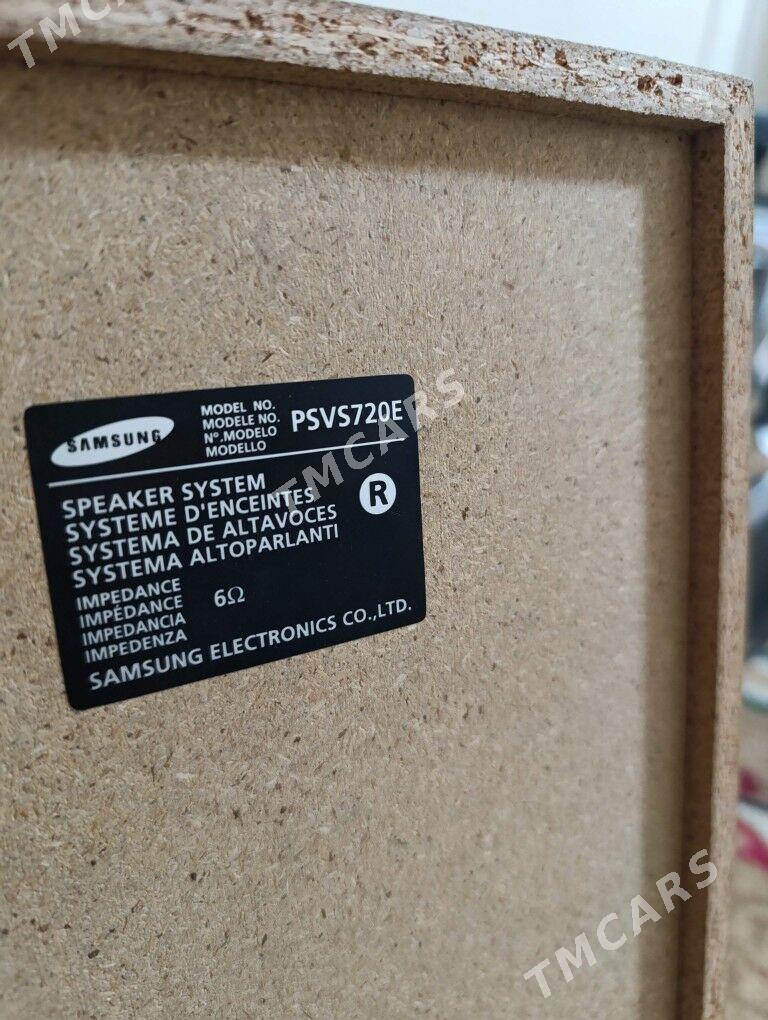 TMCARS
SAMSUNG
MODEL NO.
MODELE NO.
Nº.MODELO
MODELLO
PSVS720E
SPEAKER SYSTEM
SYSTEME D'ENCEINTES
SYSTEMA DE ALTAVOCES
SYSTEMA ALTOPARLANTI
R
IMPEDANCE
IMPÉDANCE
IMPEDANCIA
IMPEDENZA
6Ω
SAMSUNG ELECTRONICS CO.,LTD.
TMCARS
TMCARS